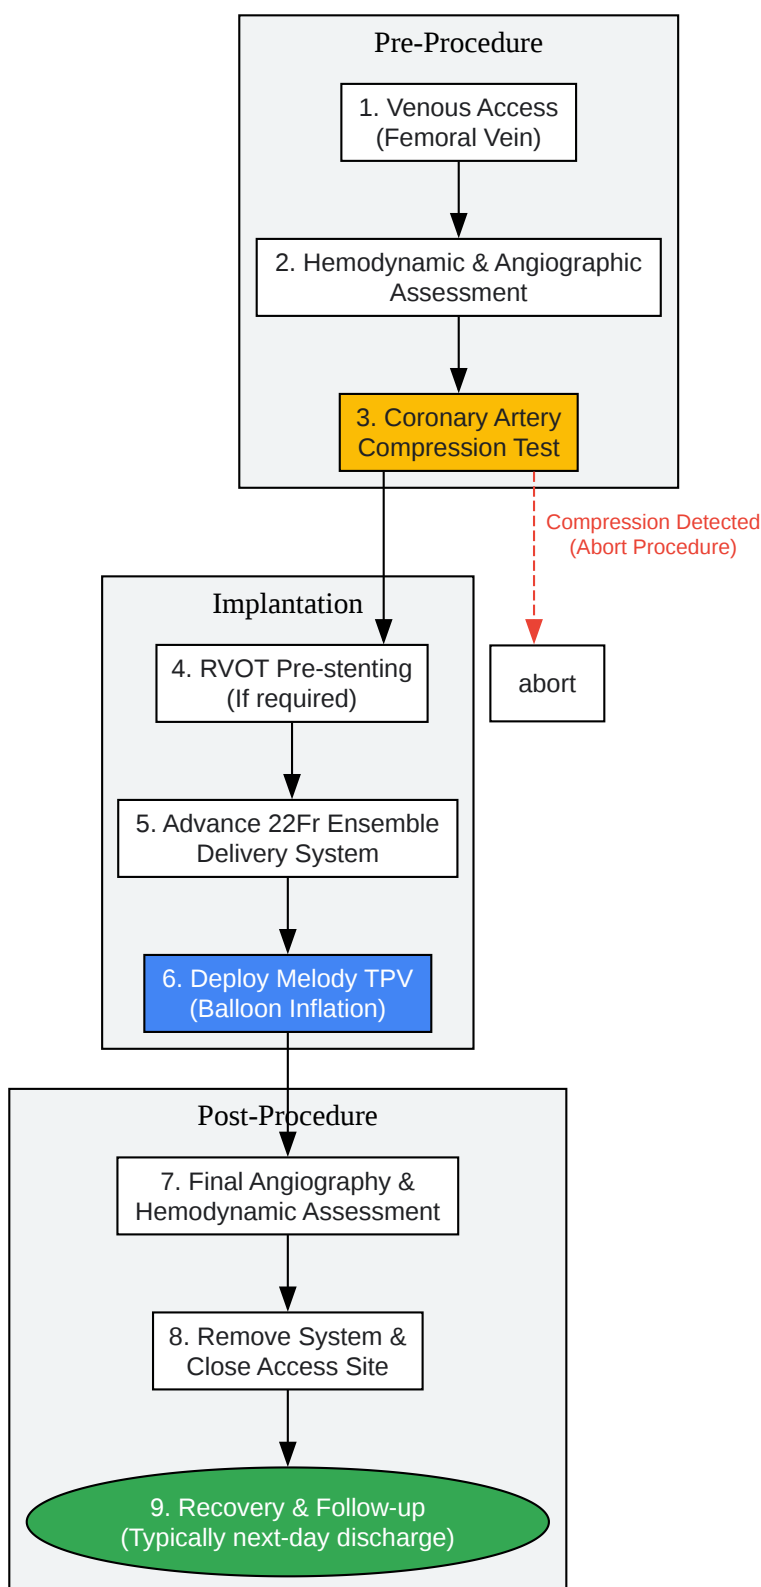 Pre-Procedure
1. Venous Access
(Femoral Vein)
2. Hemodynamic & Angiographic
Assessment
3. Coronary Artery
Compression Test
Compression Detected
(Abort Procedure)
Implantation
4. RVOT Pre-stenting
(If required)
abort
5. Advance 22Fr Ensemble
Delivery System
6. Deploy Melody TPV
(Balloon Inflation)
Post-Procedure
7. Final Angiography &
Hemodynamic Assessment
8. Remove System &
Close Access Site
9. Recovery & Follow-up
(Typically next-day discharge)